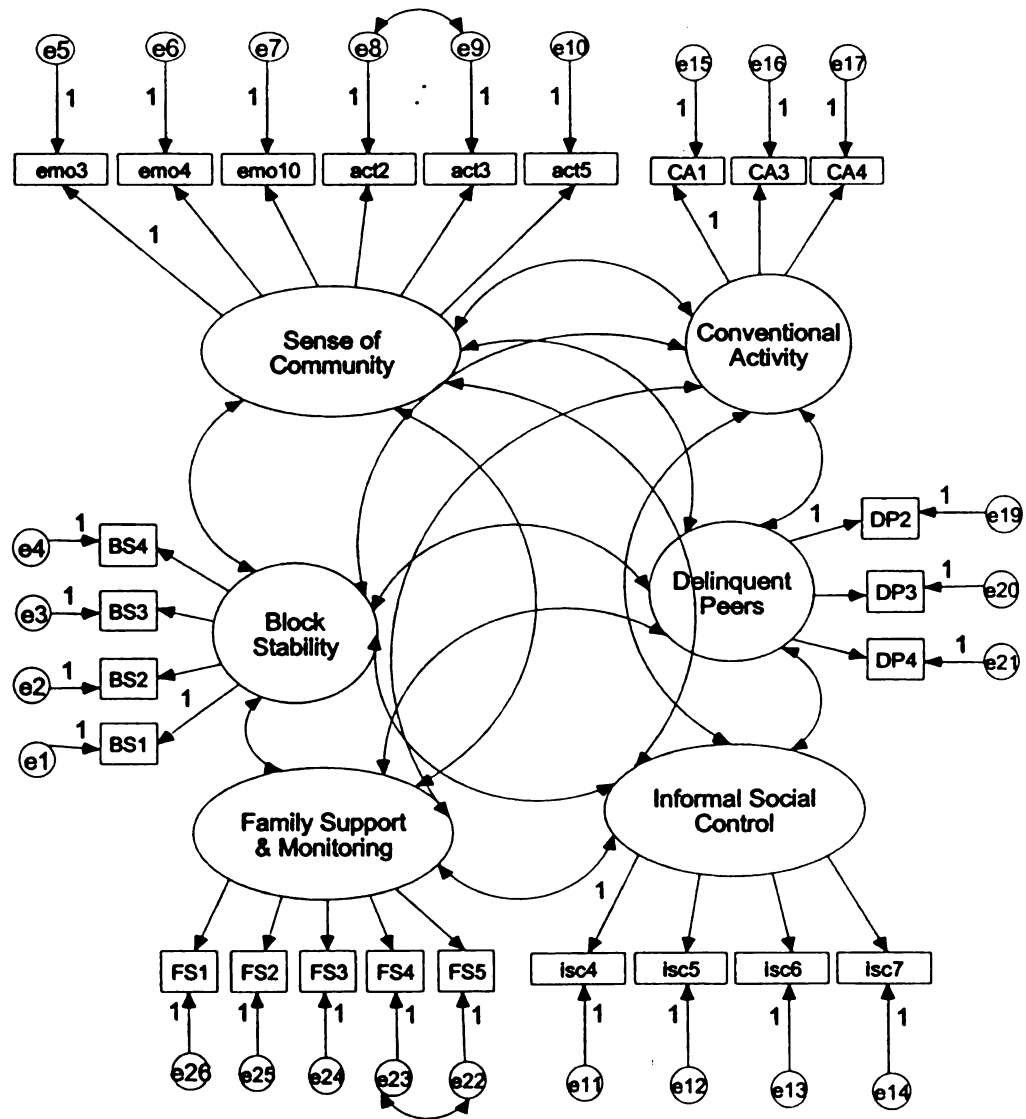 e5 e6 e7 e8 e9 e10 e15 e16 e17
1 1 1 1 1 1 1 1 1
emo3 emo4 emo10 act2 act3 act5 CA1 CA3 CA4
1 1
Sense of
Community
Conventional
Activity
e4 1 BS4
e3 1 BS3
e2 1 BS2
e1 1 BS1
1
Block
Stability
Delinquent
Peers
1 DP2 1 e19
DP3 1 e20
DP4 1 e21
Family Support
& Monitoring
Informal Social
Control
1
FS1 FS2 FS3 FS4 FS5 isc4 isc5 isc6 isc7
1 1 1 1 1 1 1 1 1
e26 e25 e24 e23 e22 e11 e12 e13 e14